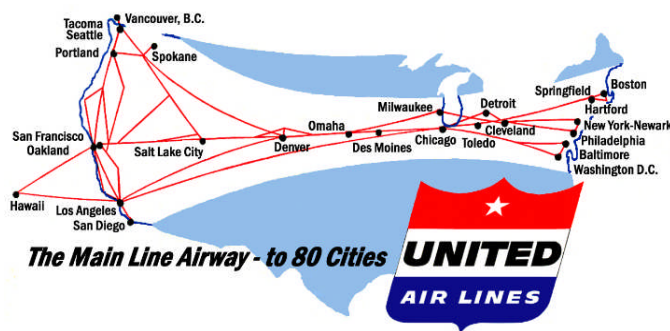 Vancouver, B.C.
Tacoma
Seattle
Portland
Spokane
Springfield
Boston
Milwaukee
Detroit
Hartford
Omaha
Cleveland
New York-Newark
San Francisco
Oakland
Salt Lake City
Denver
Des Moines
Chicago
Toledo
Philadelphia
Baltimore
Washington D.C.
Hawaii
Los Angeles
San Diego
The Main Line Airway - to 80 Cities
UNITED
AIR LINES